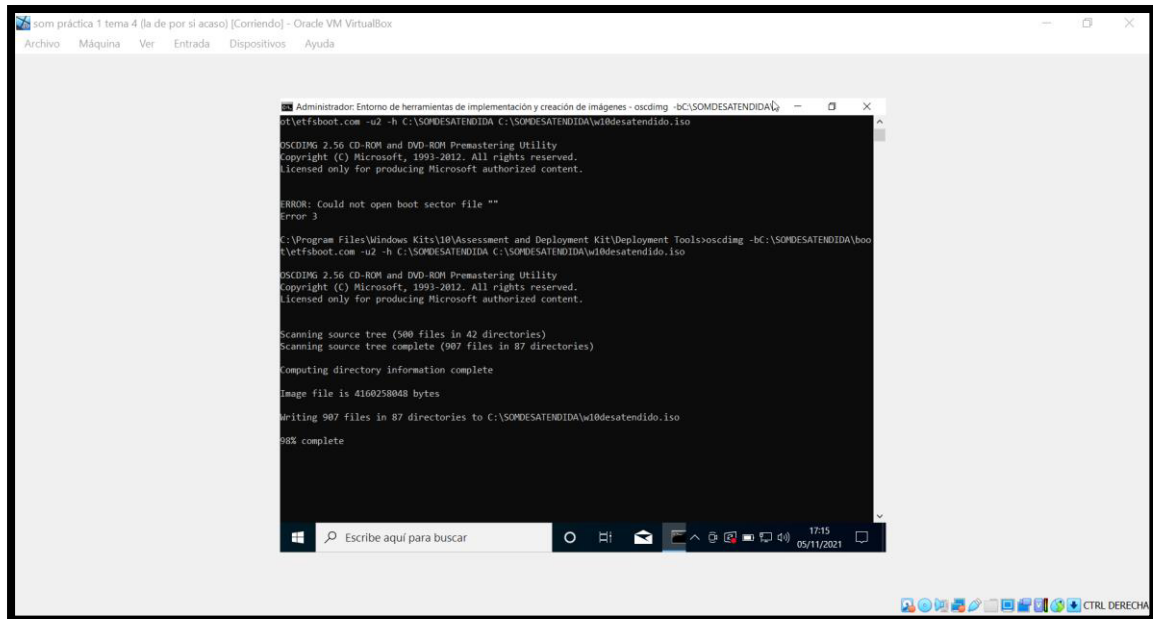 som práctica 1 tema 4 (la de por si acaso) [Corriendo] - Oracle VM VirtualBox
Archivo Máquina Ver Entrada Dispositivos Ayuda
Administrador: Entorno de herramientas de implementación y creación de imágenes - oscdimg -bC:\SOMDESATENDIDA\
ot\etfsboot.com -u2 -h C:\SOMDESATENDIDA C:\SOMDESATENDIDA\w10desatendido.iso
OSCDIMG 2.56 CD-ROM and DVD-ROM Premastering Utility
Copyright (C) Microsoft, 1993-2012. All rights reserved.
Licensed only for producing Microsoft authorized content.
ERROR: Could not open boot sector file ""
Error 3
C:\Program Files\Windows Kits\10\Assessment and Deployment Kit\Deployment Tools>oscdimg -bC:\SOMDESATENDIDA\boo
t\etfsboot.com -u2 -h C:\SOMDESATENDIDA C:\SOMDESATENDIDA\w10desatendido.iso
OSCDIMG 2.56 CD-ROM and DVD-ROM Premastering Utility
Copyright (C) Microsoft, 1993-2012. All rights reserved.
Licensed only for producing Microsoft authorized content.
Scanning source tree (500 files in 42 directories)
Scanning source tree complete (907 files in 87 directories)
Computing directory information complete
Image file is 4160258048 bytes
Writing 907 files in 87 directories to C:\SOMDESATENDIDA\w10desatendido.iso
98% complete
Escribe aquí para buscar
17:15
05/11/2021
CTRL DERECHA